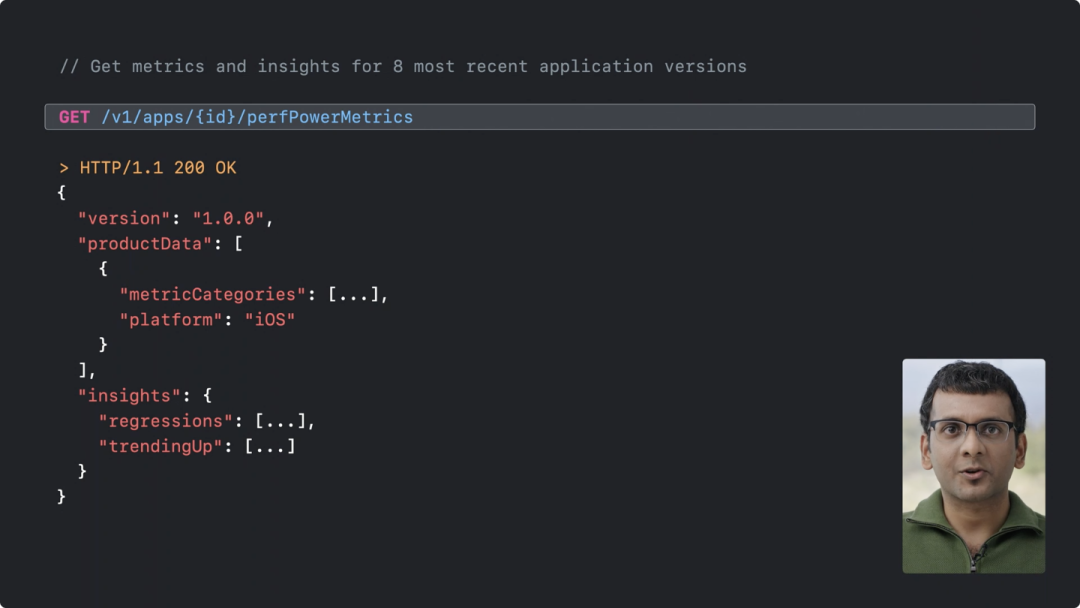 // Get metrics and insights for 8 most recent application versions
GET /v1/apps/{id}/perfPowerMetrics
> HTTP/1.1 200 OK
{
"version": "1.0.0",
"productData": [
{
"metricCategories": [...],
"platform": "iOS"
}
],
"insights": {
"regressions": [...],
"trendingUp": [...]
}
}